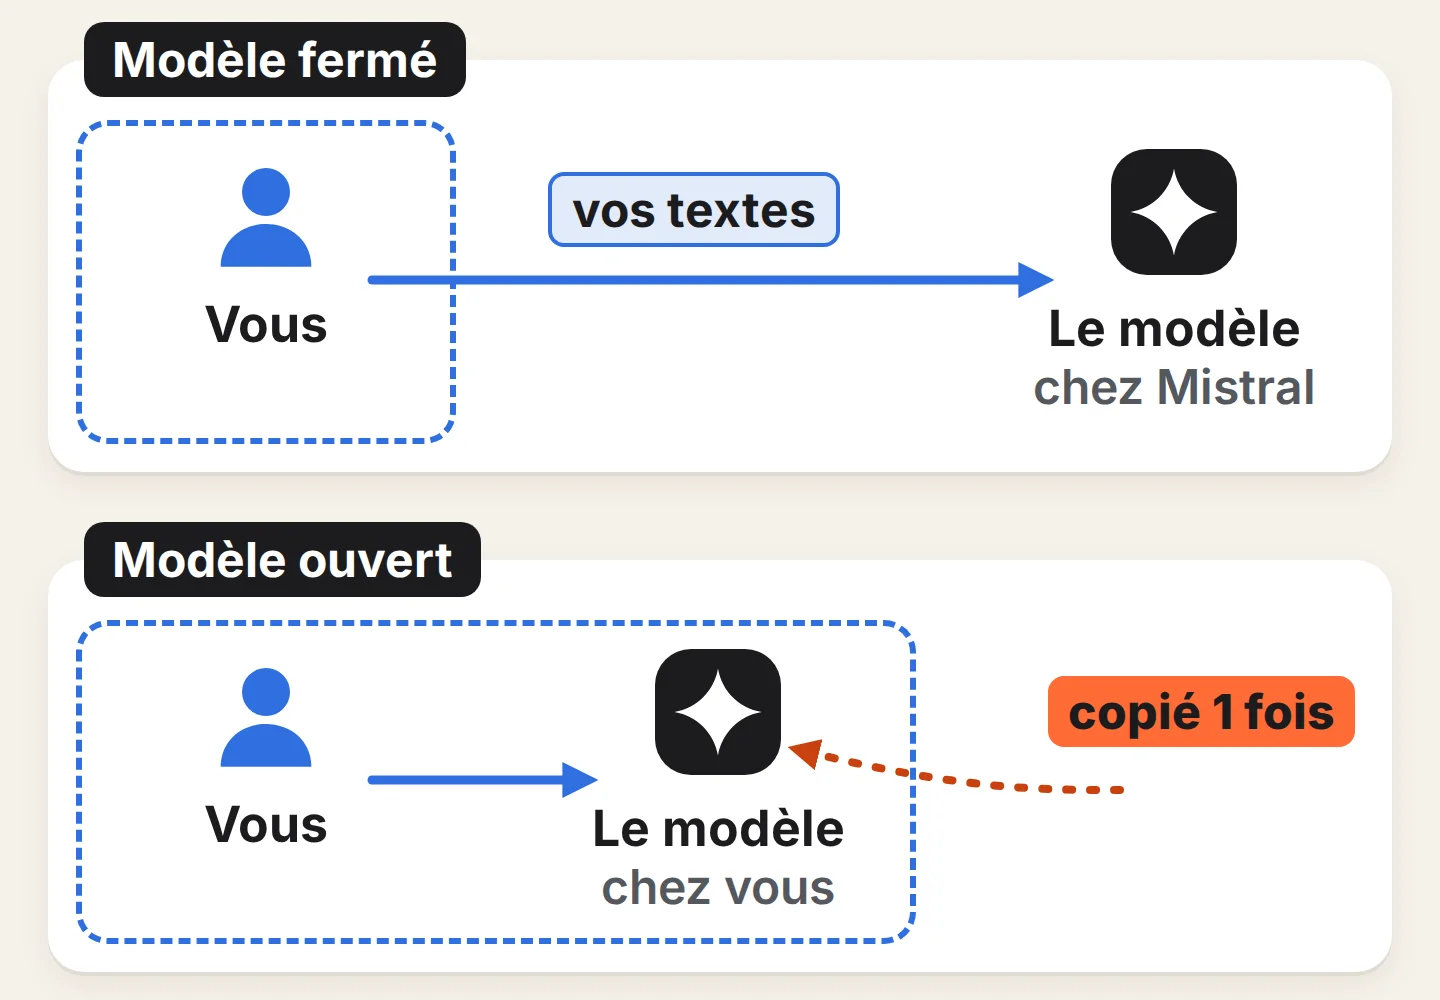 Modèle fermé
vos textes
Vous
Le modèle
chez Mistral
Modèle ouvert
copié 1 fois
Vous
Le modèle
chez vous